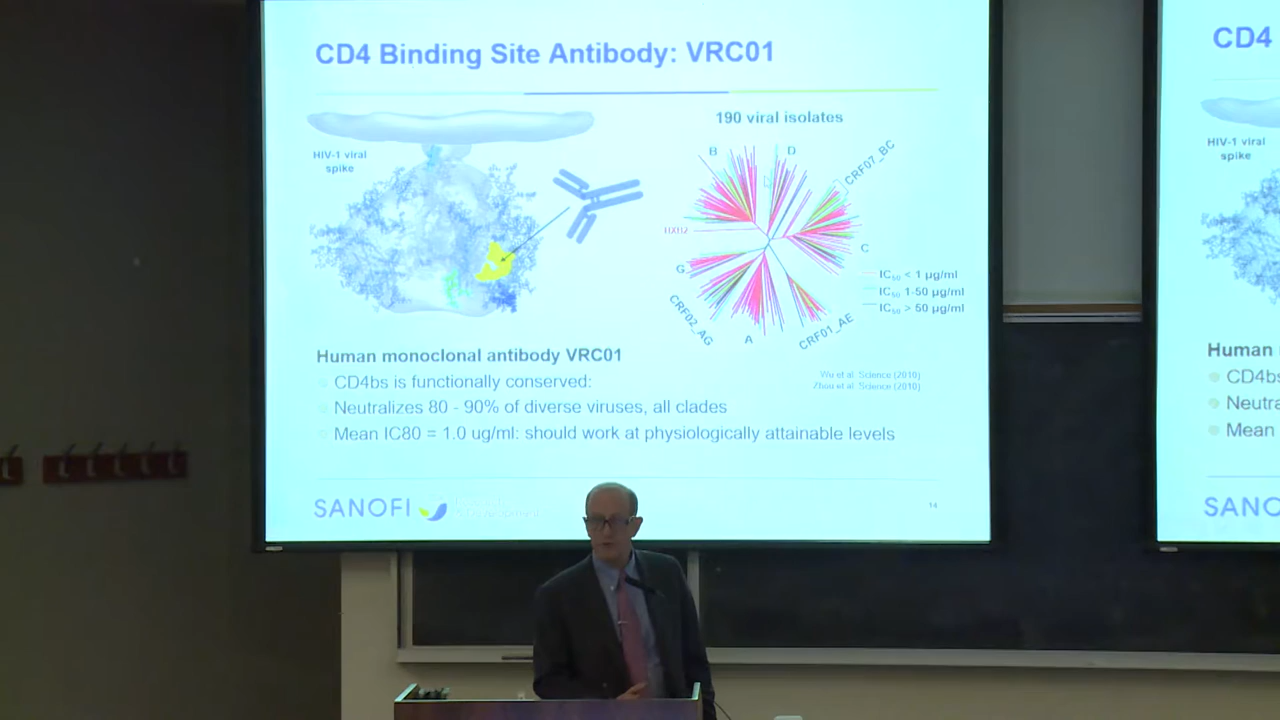 CD4 Binding Site Antibody: VRC01
HIV-1 viral
spike
190 viral isolates
B
D
CRF07_BC
C
G
CRF02_AG
A
CRF01_AE
IC50 < 1 µg/ml
IC50 1-50 µg/ml
IC50 > 50 µg/ml
Wu et al. Science (2010)
Zhou et al. Science (2010)
Human monoclonal antibody VRC01
CD4bs is functionally conserved:
Neutralizes 80 - 90% of diverse viruses, all clades
Mean IC80 = 1.0 ug/ml: should work at physiologically attainable levels
SANOFI
14
CD4
HIV-1 viral
spike
Human
CD4bs
Neutra
Mean
SANO